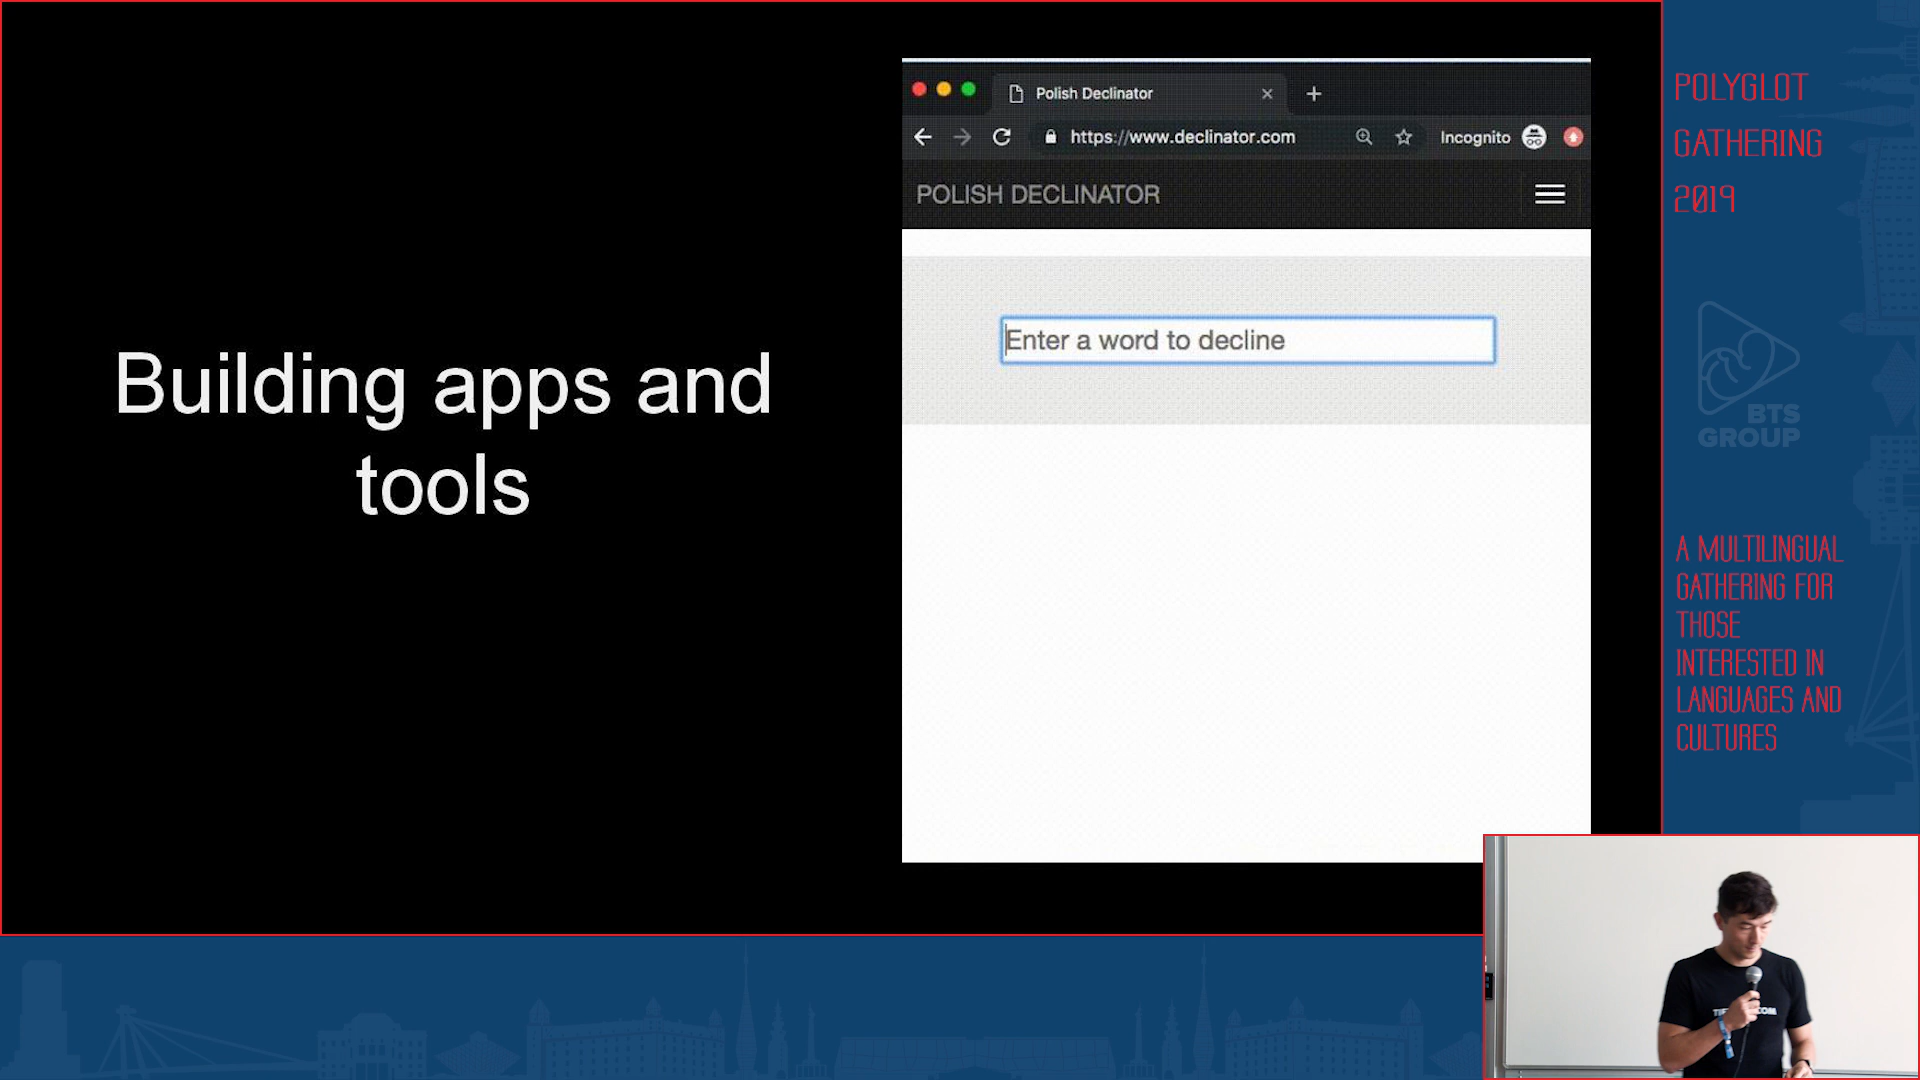 Building apps and
tools
Polish Declinator
https://www.declinator.com
Incognito
POLISH DECLINATOR
Enter a word to decline
POLYGLOT
GATHERING
2019
BTS
GROUP
A MULTILINGUAL
GATHERING FOR
THOSE
INTERESTED IN
LANGUAGES AND
CULTURES